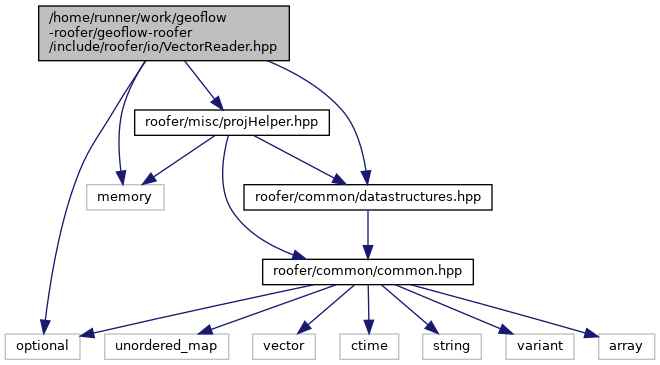 /home/runner/work/geoflow
-roofer/geoflow-roofer
/include/roofer/io/VectorReader.hpp
roofer/misc/projHelper.hpp
memory
roofer/common/datastructures.hpp
roofer/common/common.hpp
optional
unordered_map
vector
ctime
string
variant
array